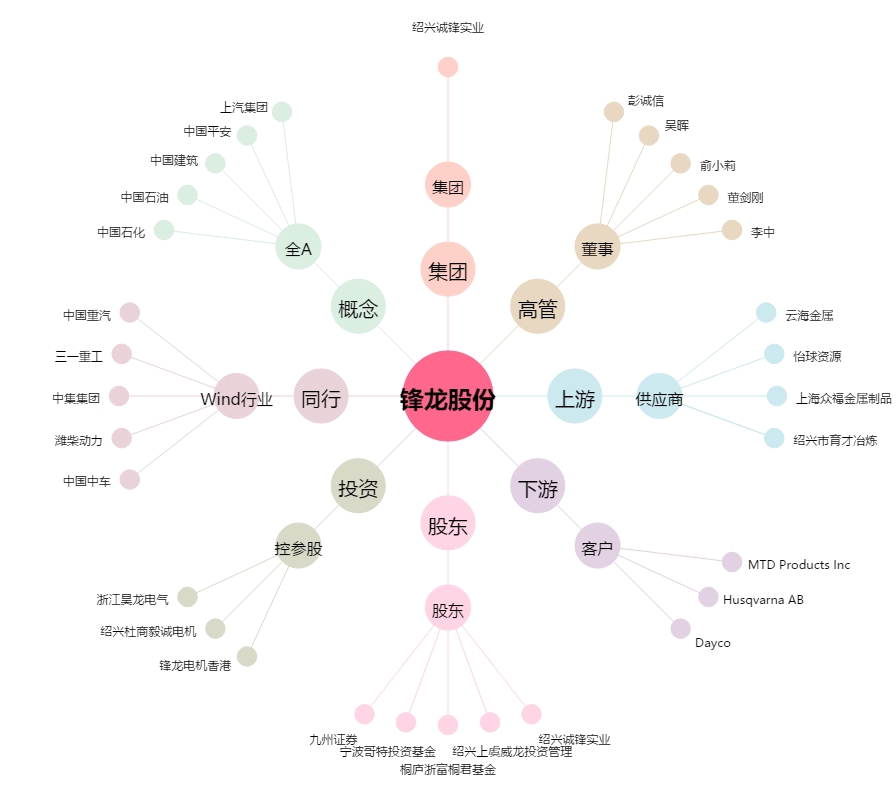 绍兴诚锋实业
上汽集团
中国平安
中国建筑
中国石油
中国石化
全A
概念
集团
集团
彭诚信
吴晖
俞小莉
董剑刚
李中
董事
高管
中国重汽
三一重工
中集集团
潍柴动力
中国中车
Wind行业
同行
锋龙股份
上游
供应商
云海金属
怡球资源
上海众福金属制品
绍兴市育才冶炼
投资
控参股
浙江昊龙电气
绍兴杜商毅诚电机
锋龙电机香港
股东
股东
下游
客户
MTD Products Inc
Husqvarna AB
Dayco
九州证券
宁波哥特投资基金
桐庐浙富桐君基金
绍兴上虞威龙投资管理
绍兴诚锋实业